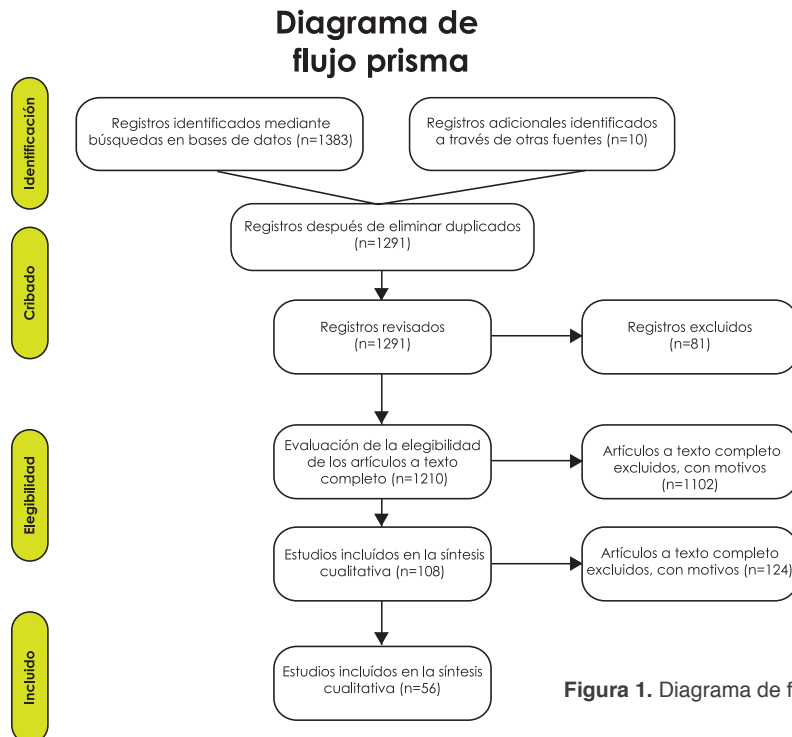 Diagrama de
flujo prisma
Identificación
Registros identificados mediante
búsquedas en bases de datos (n=1383)
Registros adicionales identificados
a través de otras fuentes (n=10)
Registros después de eliminar duplicados
(n=1291)
Cribado
Registros revisados
(n=1291)
Registros excluidos
(n=81)
Elegibilidad
Evaluación de la elegibilidad
de los artículos a texto
completo (n=1210)
Artículos a texto completo
excluidos, con motivos
(n=1102)
Estudios incluídos en la síntesis
cualitativa (n=108)
Artículos a texto completo
excluidos, con motivos (n=124)
Incluido
Estudios incluídos en la síntesis
cualitativa (n=56)
Figura 1. Diagrama de f